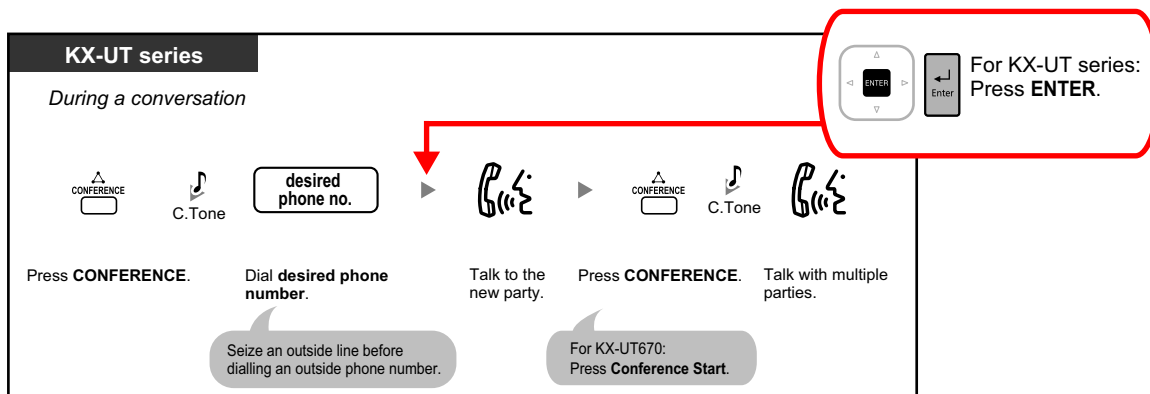 KX-UT series
For KX-UT series:
Press ENTER.
ENTER
Enter
During a conversation
CONFERENCE
C.Tone
desired
phone no.
CONFERENCE
C.Tone
Press CONFERENCE.
Dial desired phone
number.
Talk to the
new party.
Press CONFERENCE.
Talk with multiple
parties.
Seize an outside line before
dialling an outside phone number.
For KX-UT670:
Press Conference Start.